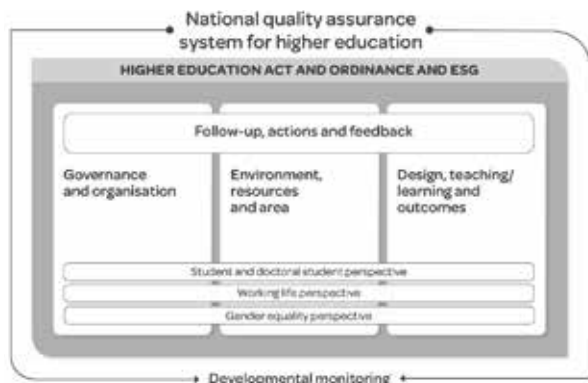 National quality assurance
system for higher education
HIGHER EDUCATION ACT AND ORDINANCE AND ESG
Follow-up, actions and feedback
Governance
and organisation
Environment,
resources
and area
Design, teaching/
learning and
outcomes
Student and doctoral student perspective
Working life perspective
Gender equality perspective
Developmental monitoring